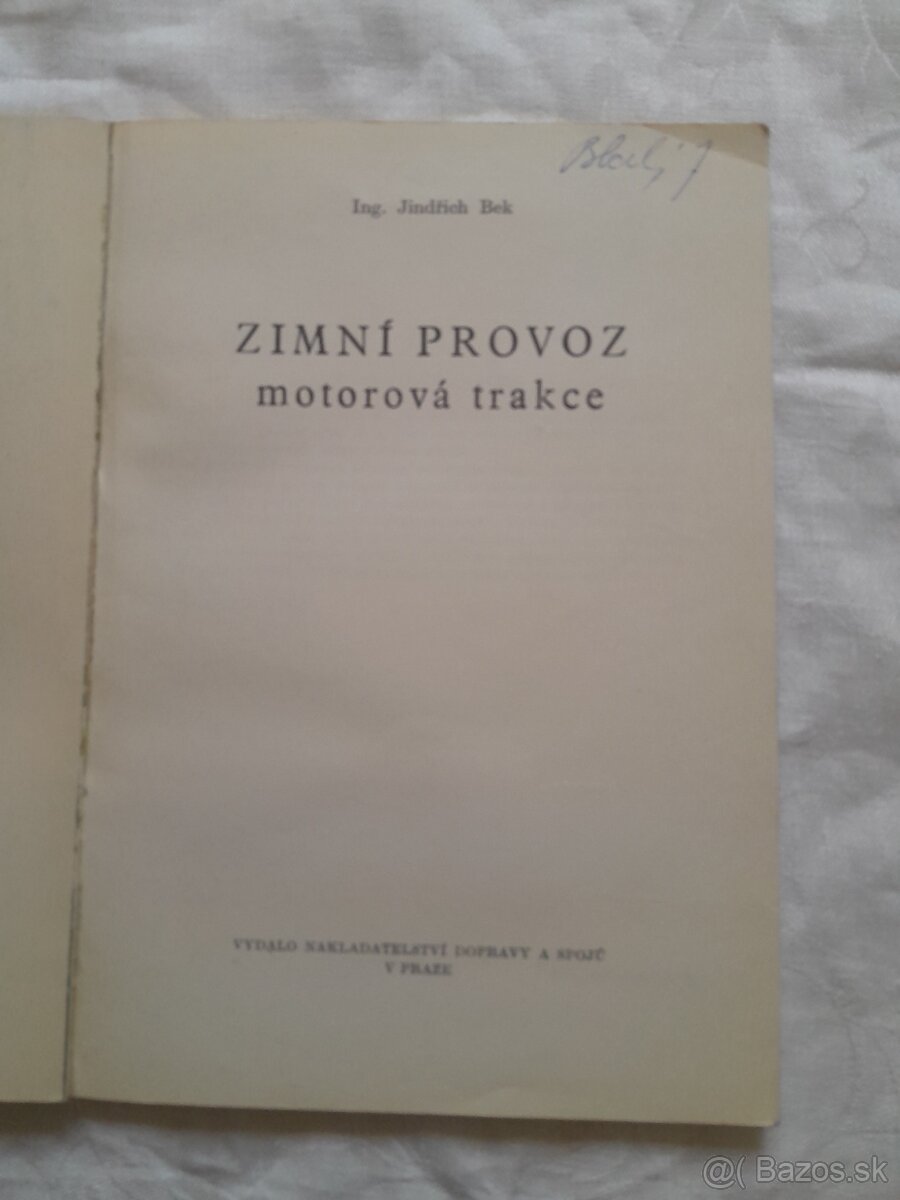 Ing. Jindřich Bek
ZIMNÍ PROVOZ
motorová trakce
VYDALO NAKLADATELSTVÍ DOPRAVY A SPOJŮ
V PRAZE
@( Bazos.sk